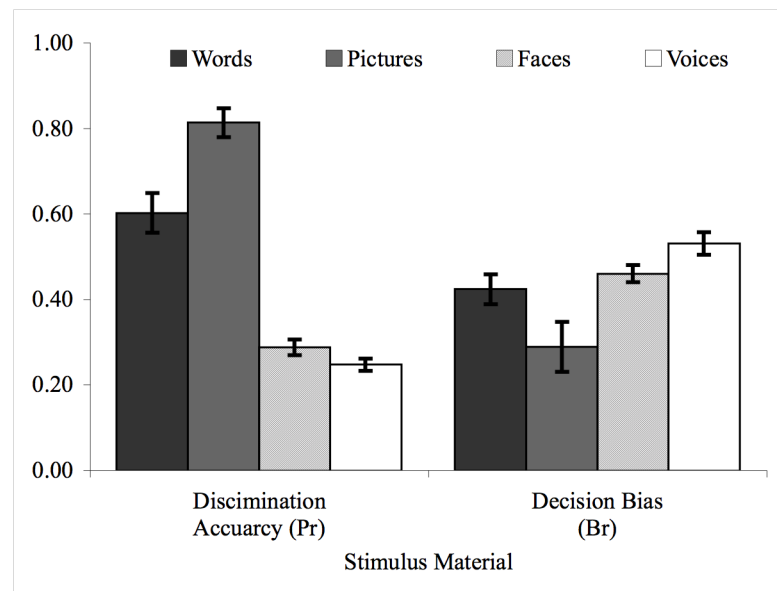 1.00
Words Pictures Faces Voices
0.80
0.60
0.40
0.20
0.00
Discimination Decision Bias
Accuarcy (Pr) (Br)
Stimulus Material